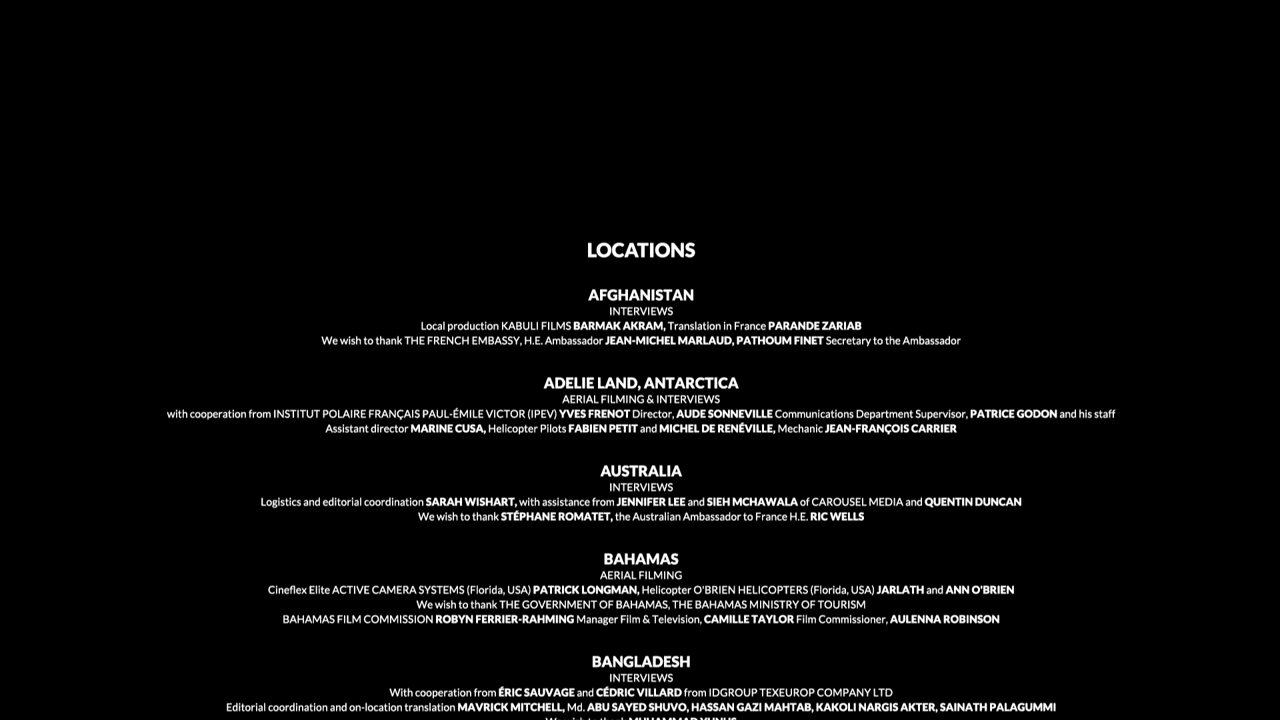 LOCATIONS
AFGHANISTAN
INTERVIEWS
Local production KABULI FILMS BARMAK AKRAM, Translation in France PARANDE ZARIAB
We wish to thank THE FRENCH EMBASSY, H.E. Ambassador JEAN-MICHEL MARLAUD, PATHOUM FINET Secretary to the Ambassador
ADELIE LAND, ANTARCTICA
AERIAL FILMING & INTERVIEWS
with cooperation from INSTITUT POLAIRE FRANÇAIS PAUL-ÉMILE VICTOR (IPEV) YVES FRENOT Director, AUDE SONNEVILLE Communications Department Supervisor, PATRICE GODON and his staff
Assistant director MARINE CUSA, Helicopter Pilots FABIEN PETIT and MICHEL DE RENÉVILLE, Mechanic JEAN-FRANÇOIS CARRIER
AUSTRALIA
INTERVIEWS
Logistics and editorial coordination SARAH WISHART, with assistance from JENNIFER LEE and SIEH MCHAWALA of CAROUSEL MEDIA and QUENTIN DUNCAN
We wish to thank STÉPHANE ROMATET, the Australian Ambassador to France H.E. RIC WELLS
BAHAMAS
AERIAL FILMING
Cineflex Elite ACTIVE CAMERA SYSTEMS (Florida, USA) PATRICK LONGMAN, Helicopter O'BRIEN HELICOPTERS (Florida, USA) JARLATH and ANN O'BRIEN
We wish to thank THE GOVERNMENT OF BAHAMAS, THE BAHAMAS MINISTRY OF TOURISM
BAHAMAS FILM COMMISSION ROBYN FERRIER-RAHMING Manager Film & Television, CAMILLE TAYLOR Film Commissioner, AULENNA ROBINSON
BANGLADESH
INTERVIEWS
With cooperation from ÉRIC SAUVAGE and CÉDRIC VILLARD from IDGROUP TEXEUROP COMPANY LTD
Editorial coordination and on-location translation MAVRICK MITCHELL, Md. ABU SAYED SHUVO, HASSAN GAZI MAHTAB, KAKOLI NARGIS AKTER, SAINATH PALAGUMMI
We wish to thank MUHAMMAD YUNUS